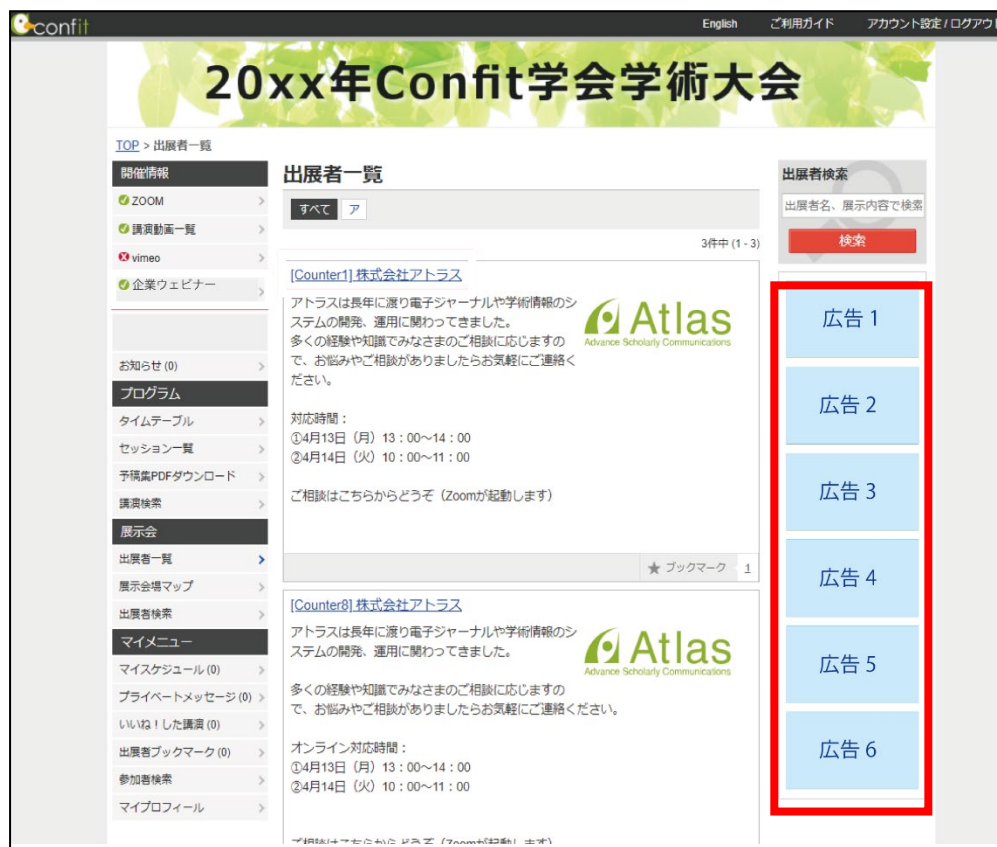 confit
English ご利用ガイド アカウント設定 / ログアウト
20xx年Confit学会学術大会
TOP > 出展者一覧
開催情報
ZOOM
講演動画一覧
vimeo
企業ウェビナー
お知らせ (0)
プログラム
タイムテーブル
セッション一覧
予稿集PDFダウンロード
講演検索
展示会
出展者一覧
展示会場マップ
出展者検索
マイメニュー
マイスケジュール (0)
プライベートメッセージ (0)
いいね！した講演 (0)
出展者ブックマーク (0)
参加者検索
マイプロフィール
出展者一覧
すべて ア
3件中 (1 - 3)
[Counter1] 株式会社アトラス
アトラスは長年に渡り電子ジャーナルや学術情報のシ
ステムの開発、運用に関わってきました。
多くの経験や知識でみなさまのご相談に応じますの
で、お悩みやご相談がありましたらお気軽にご連絡く
ださい。
Atlas
Advance Scholarly Communications
対応時間：
①4月13日（月）13：00～14：00
②4月14日（火）10：00～11：00
ご相談はこちらからどうぞ（Zoomが起動します）
★ ブックマーク 1
[Counter8] 株式会社アトラス
アトラスは長年に渡り電子ジャーナルや学術情報のシ
ステムの開発、運用に関わってきました。
Atlas
Advance Scholarly Communications
多くの経験や知識でみなさまのご相談に応じますの
で、お悩みやご相談がありましたらお気軽にご連絡ください。
オンライン対応時間：
①4月13日（月）13：00～14：00
②4月14日（火）10：00～11：00
ご相談はこちらからどうぞ（Zoomが起動します）
出展者検索
出展者名、展示内容で検索
検索
広告 1
広告 2
広告 3
広告 4
広告 5
広告 6